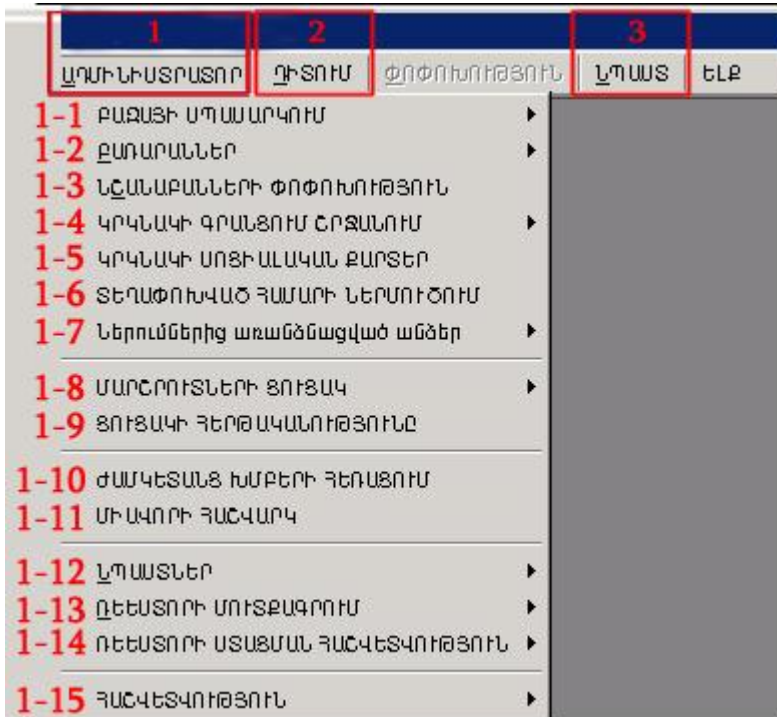 1 2 3
ԱԴՄԻՆԻՍՏՐԱՏՈՐ ԴԻՏՈՒՄ ՓՈՓՈԽՈՒԹՅՈՒՆ ՆՊԱՍՏ ԵԼՔ
1-1 ԲԱԶԱՅԻ ՍՊԱՍԱՐԿՈՒՄ
1-2 ԲԱՌԱՐԱՆՆԵՐ
1-3 ՆՇԱՆԱԲԱՆՆԵՐԻ ՓՈՓՈԽՈՒԹՅՈՒՆ
1-4 ԿՐԿՆԱԿԻ ԳՐԱՆՑՈՒՄ ՇՐՋԱՆՈՒՄ
1-5 ԿՐԿՆԱԿԻ ՍՈՑԻԱԼԱԿԱՆ ՔԱՐՏԵՐ
1-6 ՏԵՂԱՓՈԽՎԱԾ ՀԱՄԱՐԻ ՆԵՐՄՈՒԾՈՒՄ
1-7 Ներումներից առանձնացված անձեր
1-8 ՄԱՐՇՐՈՒՏՆԵՐԻ ՑՈՒՑԱԿ
1-9 ՑՈՒՑԱԿԻ ՀԵՐԹԱԿԱՆՈՒԹՅՈՒՆԸ
1-10 ԺԱՄԿԵՏԱՆՑ ԽՄԲԵՐԻ ՀԵՌԱՑՈՒՄ
1-11 ՄԻԱՎՈՐԻ ՀԱՇՎԱՐԿ
1-12 ՆՊԱՍՏՆԵՐ
1-13 ՌԵԵՍՏՈՐԻ ՄՈՒՏՔԱԳՐՈՒՄ
1-14 ՌԵԵՍՏՈՐԻ ՍՏԱՑՄԱՆ ՀԱՇՎԵՏՎՈՒԹՅՈՒՆ
1-15 ՀԱՇՎԵՏՎՈՒԹՅՈՒՆ